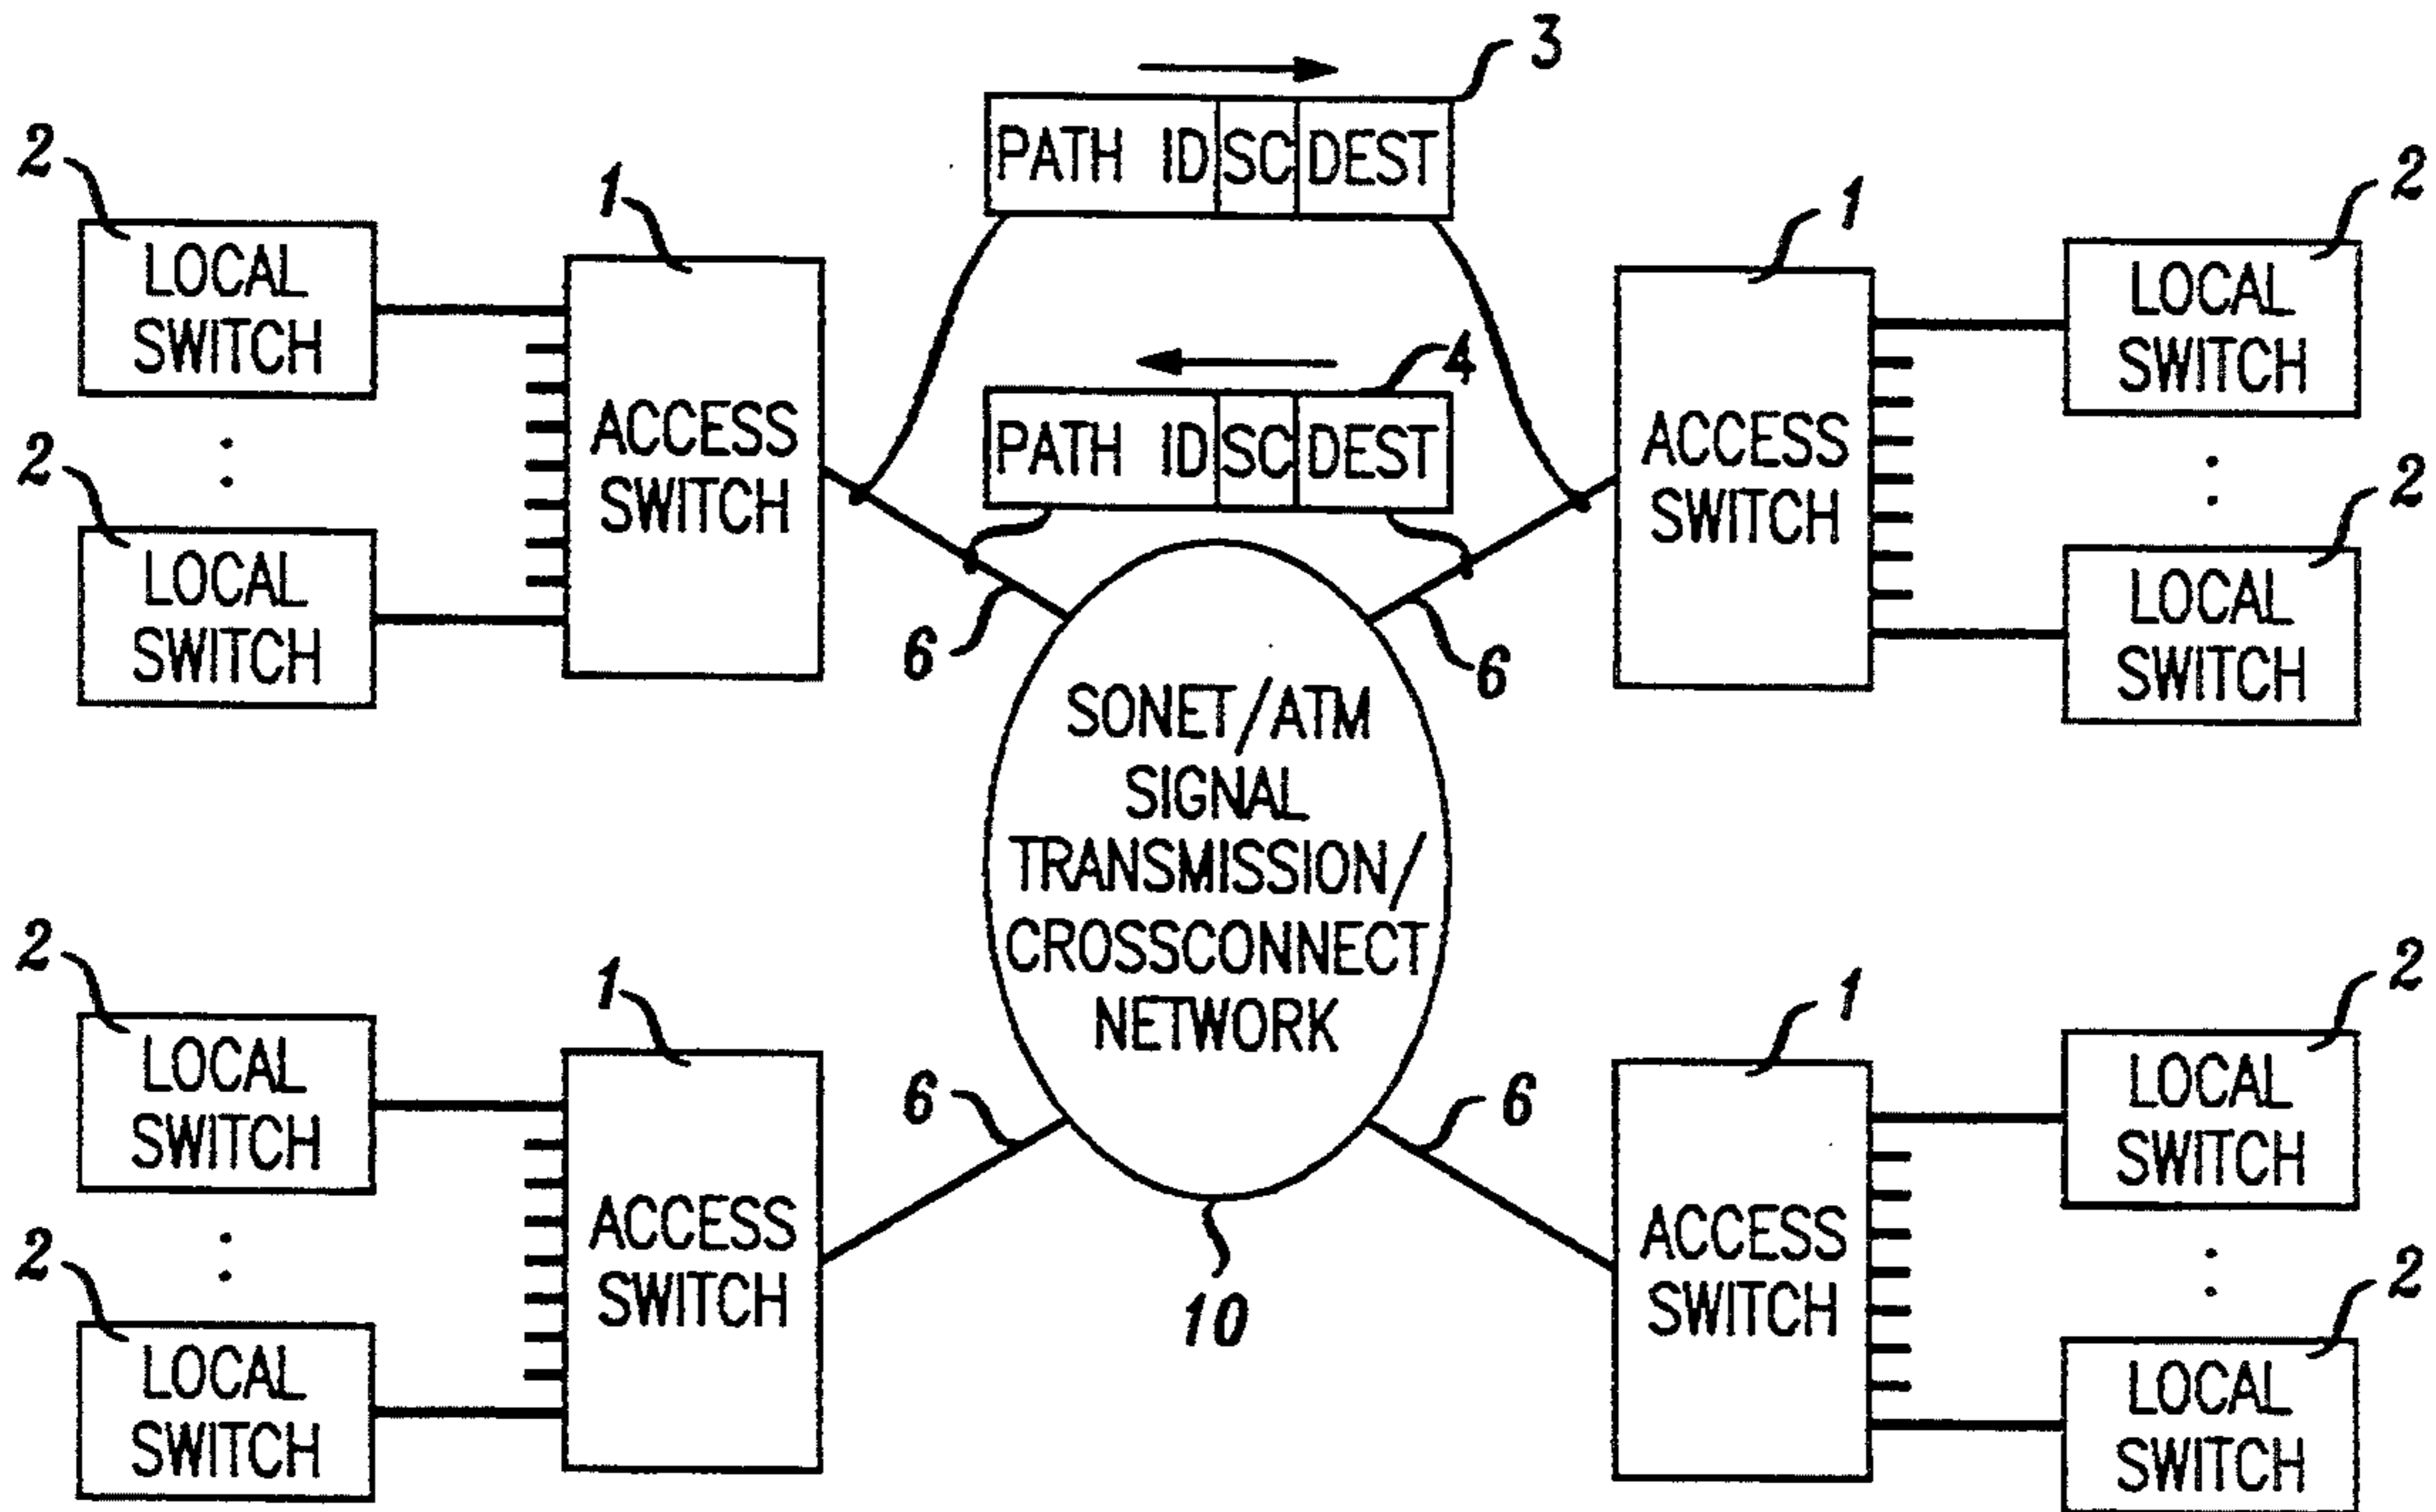 3
PATH ID SC DEST
2
LOCAL
SWITCH
1
ACCESS
SWITCH
2
LOCAL
SWITCH
4
PATH ID SC DEST
1
ACCESS
SWITCH
2
LOCAL
SWITCH
2
LOCAL
SWITCH
6
6
SONET/ATM
SIGNAL
TRANSMISSION/
CROSSCONNECT
NETWORK
10
2
LOCAL
SWITCH
1
ACCESS
SWITCH
2
LOCAL
SWITCH
6
6
1
ACCESS
SWITCH
2
LOCAL
SWITCH
2
LOCAL
SWITCH